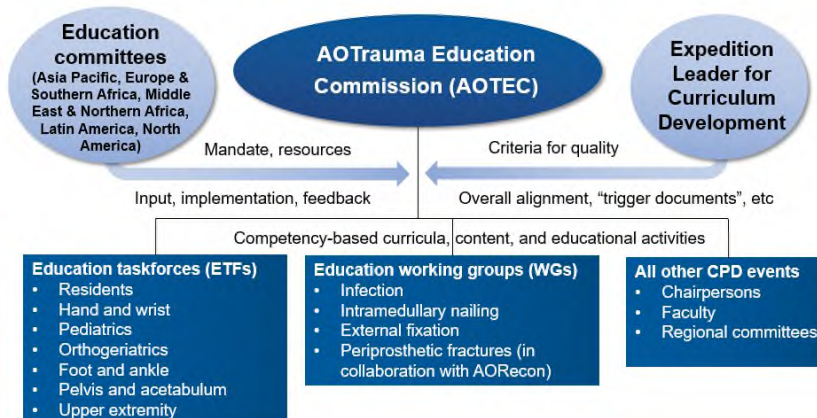 Education
committees
(Asia Pacific, Europe &
Southern Africa, Middle
East & Northern Africa,
Latin America, North
America)
AOTrauma Education
Commission (AOTEC)
Expedition
Leader for
Curriculum
Development
Mandate, resources
Criteria for quality
Input, implementation, feedback
Overall alignment, “trigger documents”, etc
Competency-based curricula, content, and educational activities
Education taskforces (ETFs)
• Residents
• Hand and wrist
• Pediatrics
• Orthogeriatrics
• Foot and ankle
• Pelvis and acetabulum
• Upper extremity
Education working groups (WGs)
• Infection
• Intramedullary nailing
• External fixation
• Periprosthetic fractures (in
collaboration with AORecon)
All other CPD events
• Chairpersons
• Faculty
• Regional committees